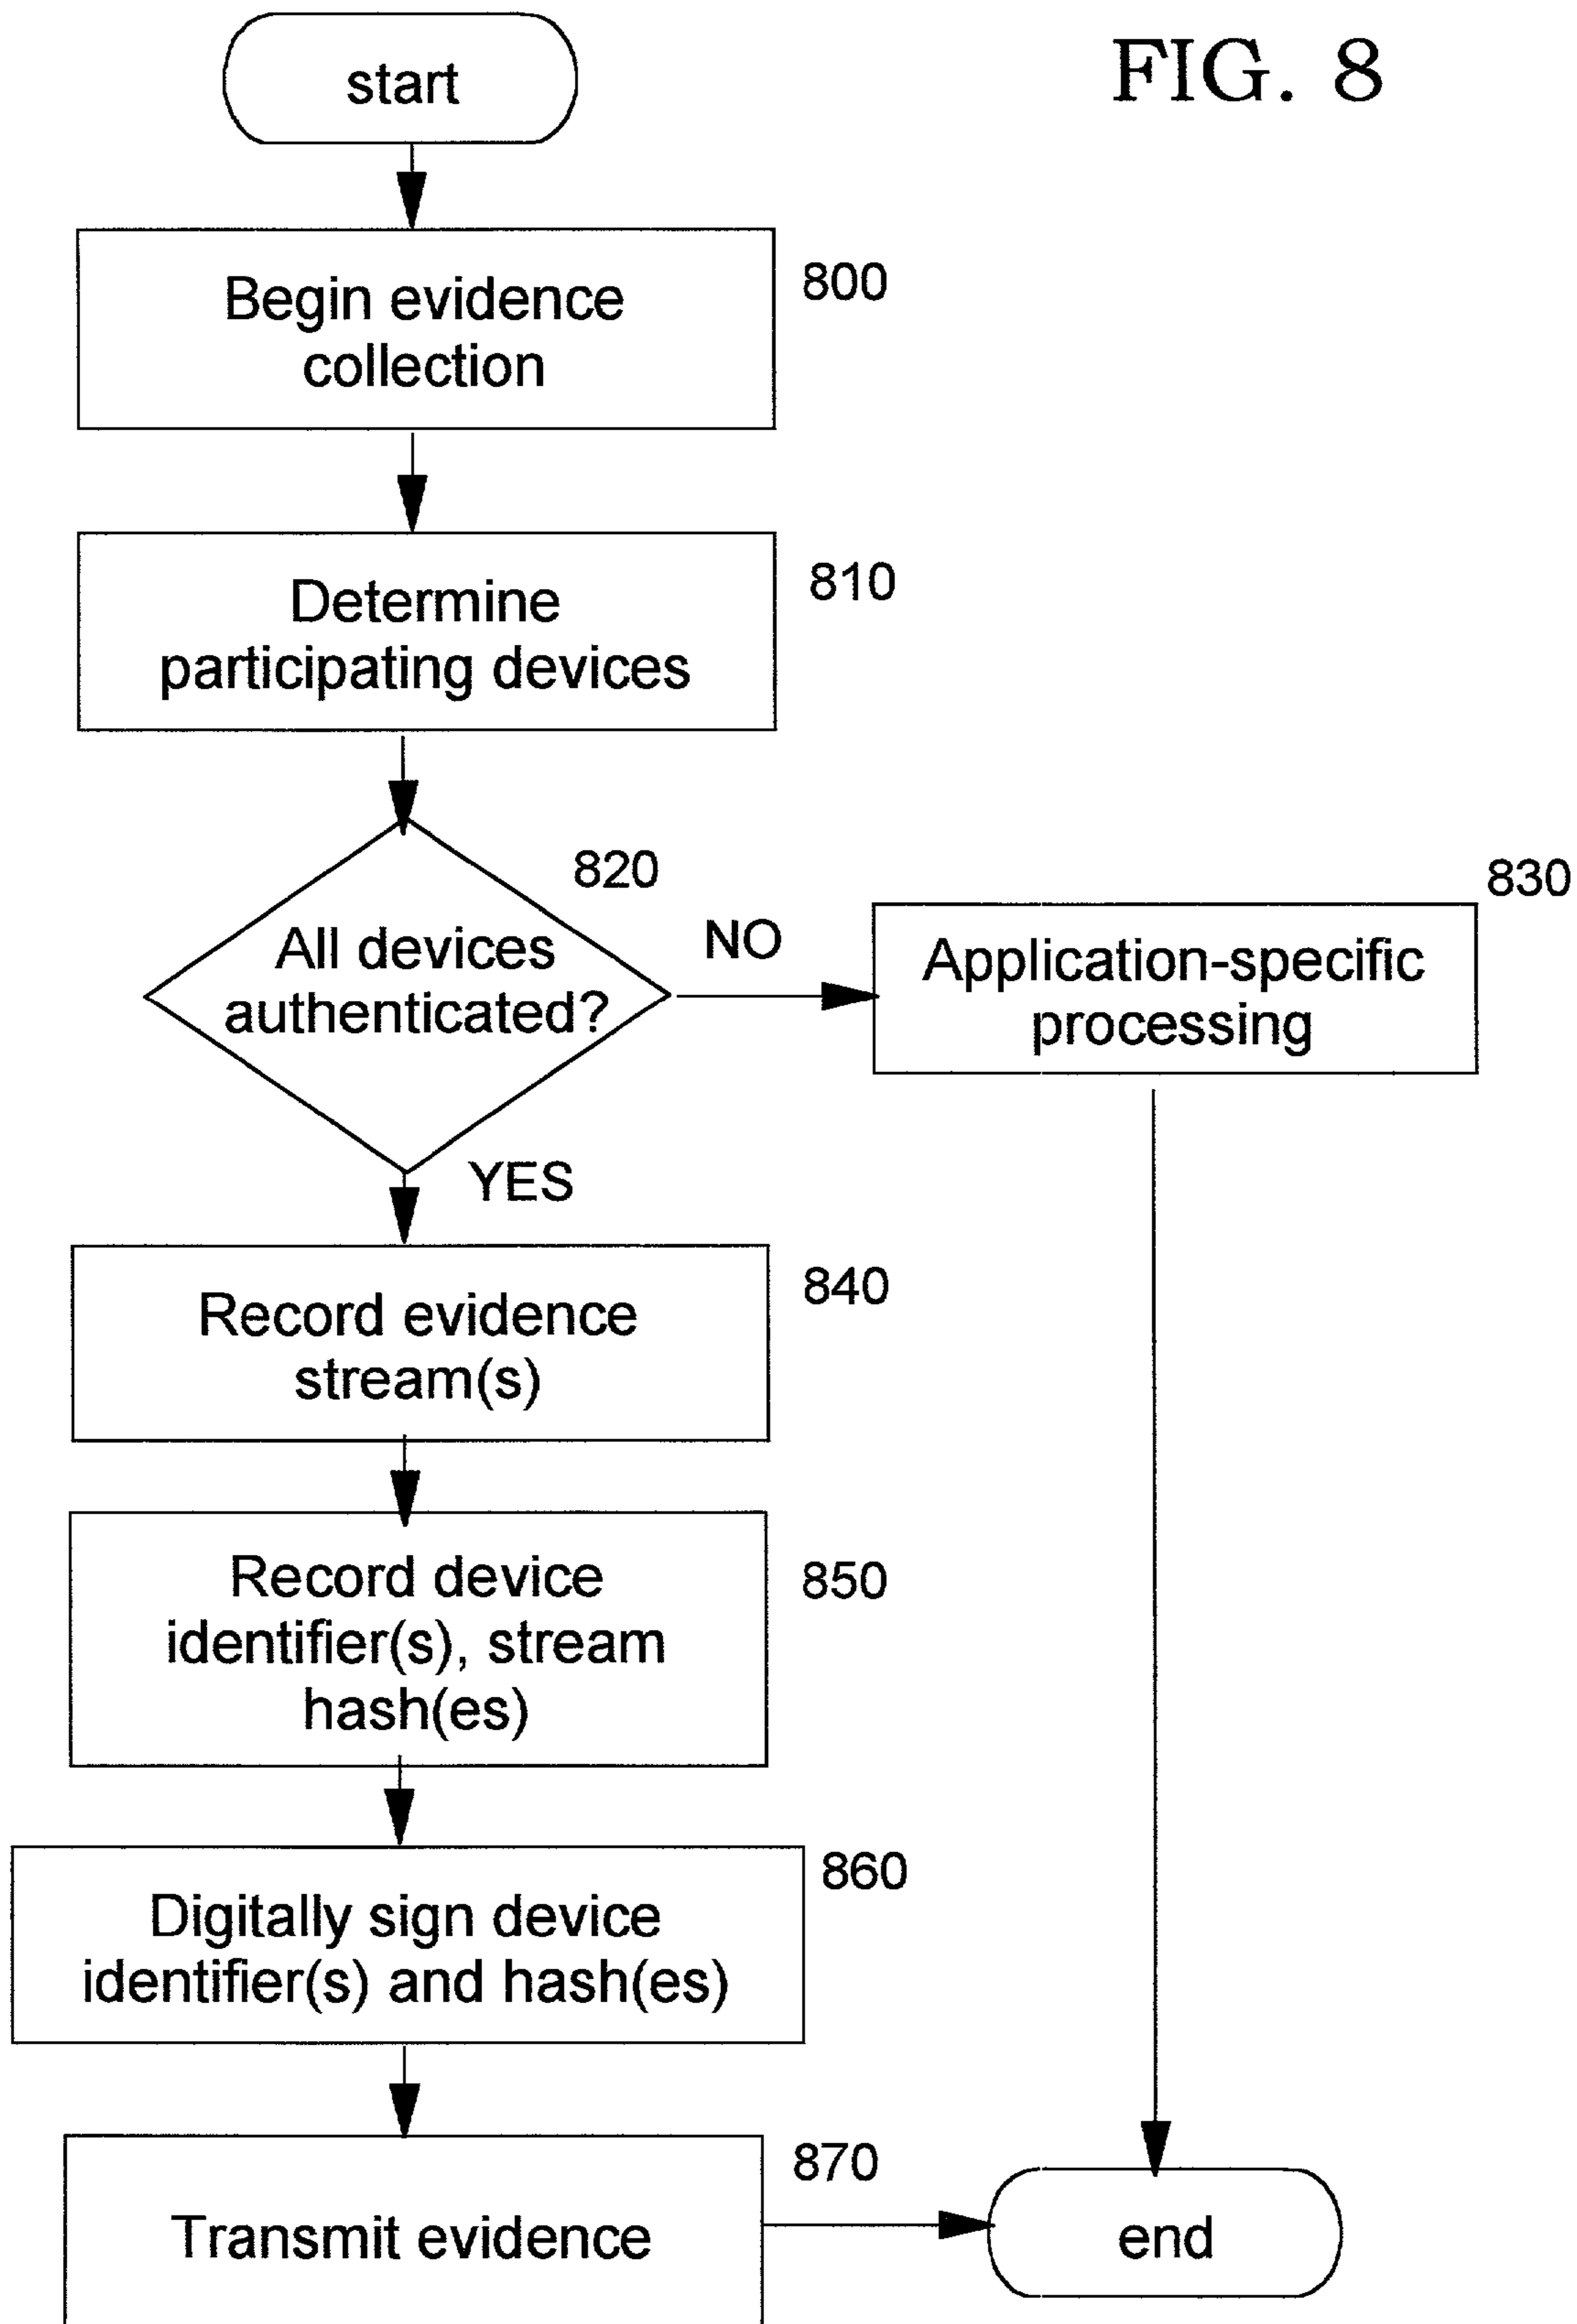 FIG. 8
start
Begin evidence
collection
800
Determine
participating devices
810
820
All devices
authenticated?
NO
830
Application-specific
processing
YES
Record evidence
stream(s)
840
Record device
identifier(s), stream
hash(es)
850
Digitally sign device
identifier(s) and hash(es)
860
Transmit evidence
870
end